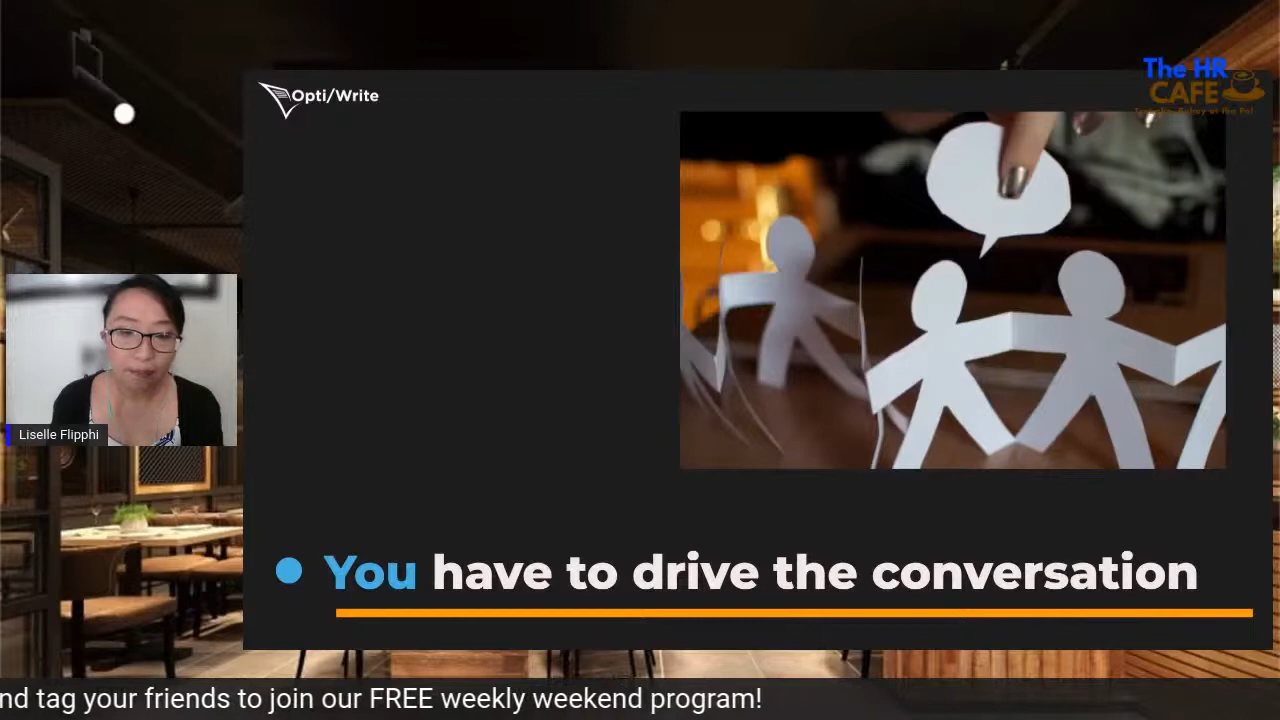 The HR
CAFE
Opti/Write
Liselle Flipphi
You have to drive the conversation
nd tag your friends to join our FREE weekly weekend program!